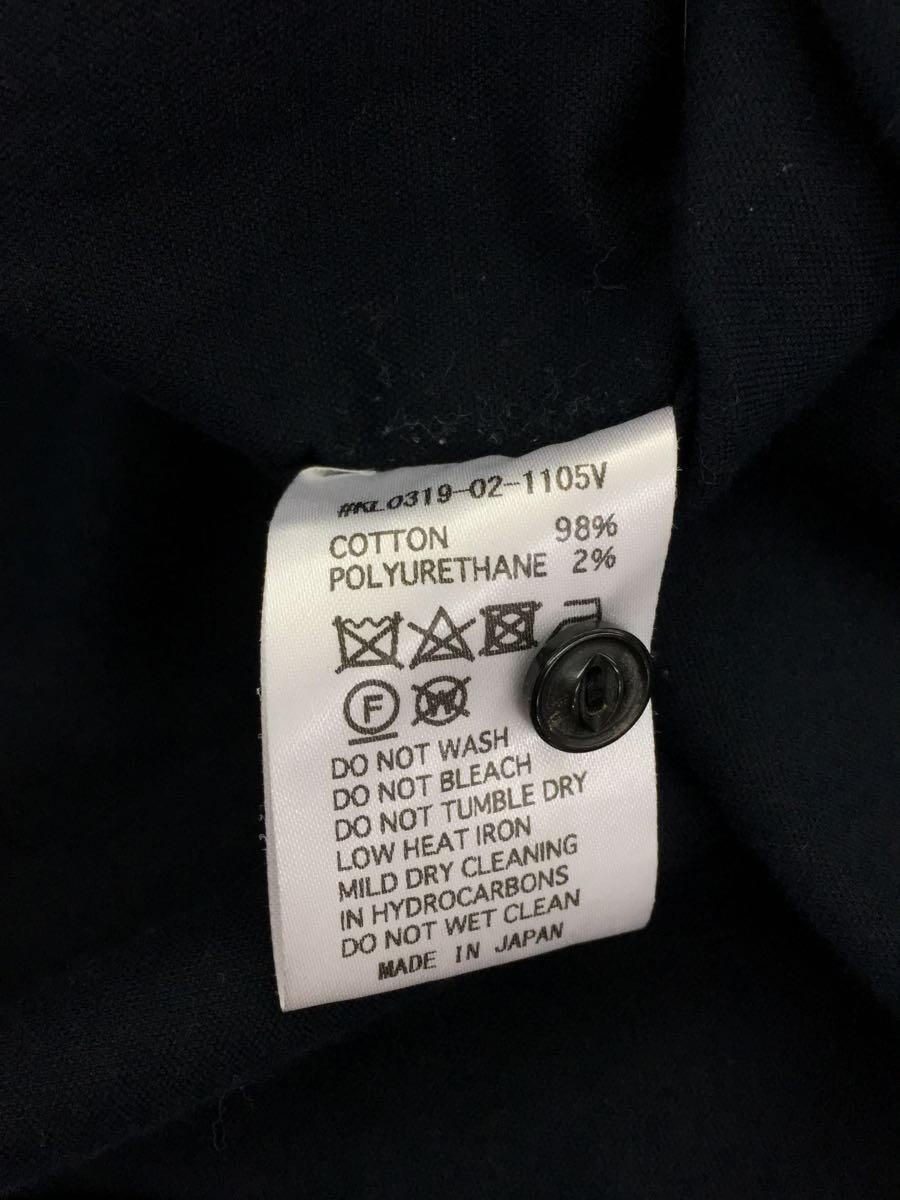 #KL0319-02-1105V
COTTON 98%
POLYURETHANE 2%
F W
DO NOT WASH
DO NOT BLEACH
DO NOT TUMBLE DRY
LOW HEAT IRON
MILD DRY CLEANING
IN HYDROCARBONS
DO NOT WET CLEAN
MADE IN JAPAN